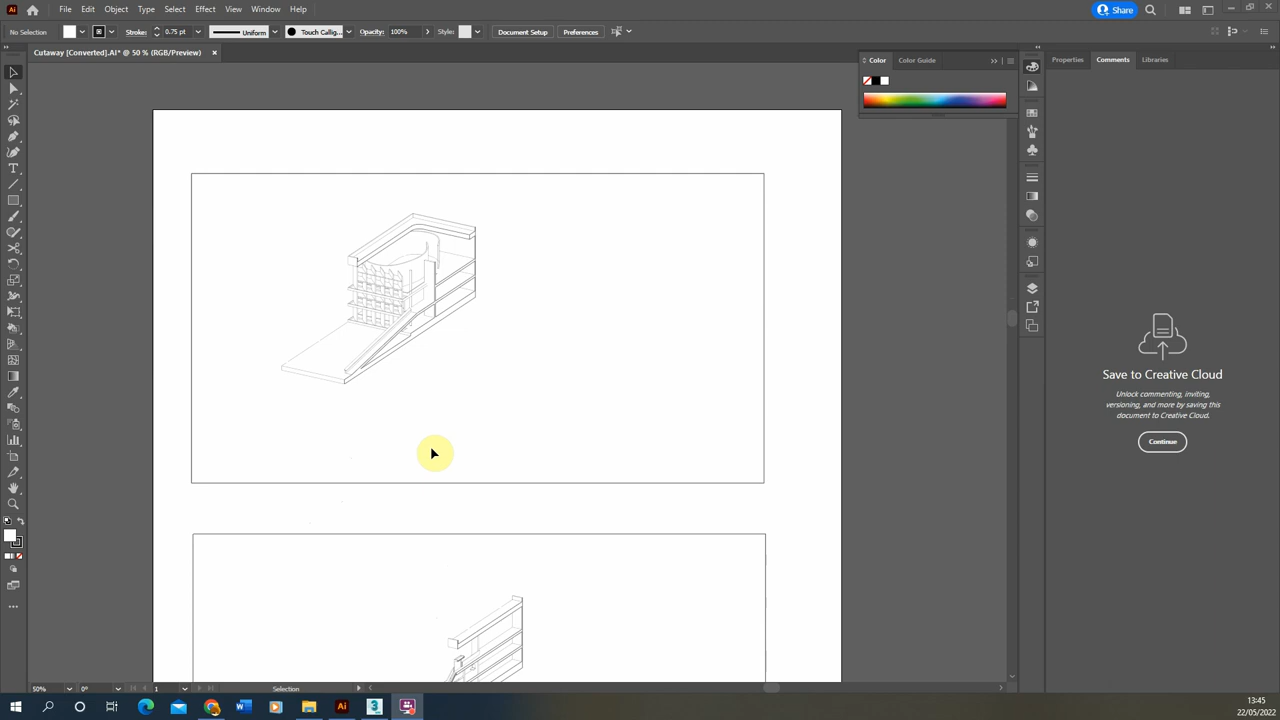 Ai File Edit Object Type Select Effect View Window Help Share
No Selection Stroke: 0.75 pt Uniform Touch Callig... Opacity: 100% Style: Document Setup Preferences
Cutaway [Converted].AI* @ 50 % (RGB/Preview)
Color Color Guide
Properties Comments Libraries
Save to Creative Cloud
Unlock commenting, inviting,
versioning, and more by saving this
document to Creative Cloud.
Continue
50% 0° 1 Selection
13:45
22/05/2022